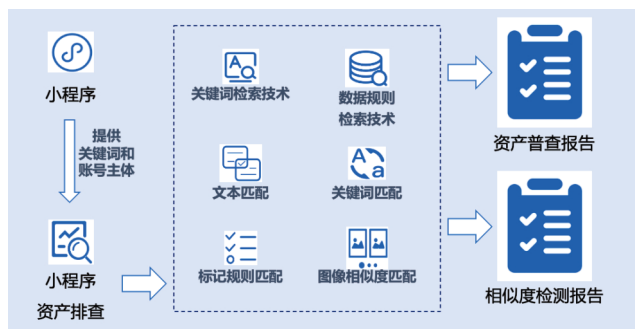 小程序
提供
关键词和
账号主体
小程序
资产排查
关键词检索技术
数据规则
检索技术
文本匹配
关键词匹配
标记规则匹配
图像相似度匹配
资产普查报告
相似度检测报告